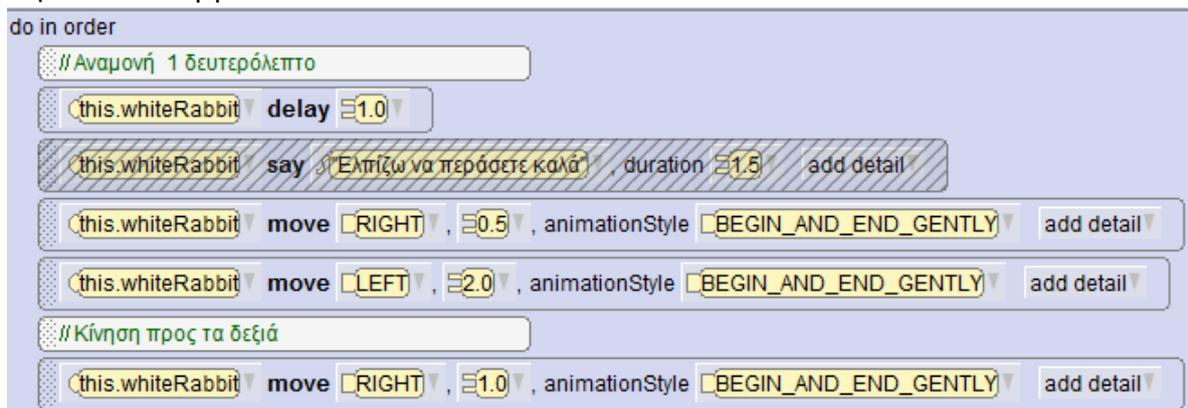 do in order
//Αναμονή 1 δευτερόλεπτο
this.whiteRabbit delay 1.0
this.whiteRabbit say "Ελπίζω να περάσετε καλά" , duration 1.5 add detail
this.whiteRabbit move RIGHT , 0.5 , animationStyle BEGIN_AND_END_GENTLY add detail
this.whiteRabbit move LEFT , 2.0 , animationStyle BEGIN_AND_END_GENTLY add detail
//Κίνηση προς τα δεξιά
this.whiteRabbit move RIGHT , 1.0 , animationStyle BEGIN_AND_END_GENTLY add detail